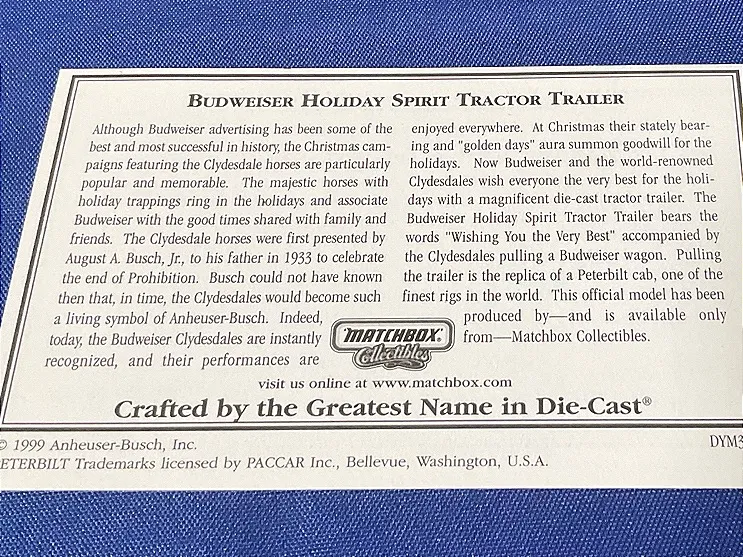 BUDWEISER HOLIDAY SPIRIT TRACTOR TRAILER
Although Budweiser advertising has been some of the
best and most successful in history, the Christmas cam-
paigns featuring the Clydesdale horses are particularly
popular and memorable. The majestic horses with
holiday trappings ring in the holidays and associate
Budweiser with the good times shared with family and
friends. The Clydesdale horses were first presented by
August A. Busch, Jr., to his father in 1933 to celebrate
the end of Prohibition. Busch could not have known
then that, in time, the Clydesdales would become such
a living symbol of Anheuser-Busch. Indeed,
today, the Budweiser Clydesdales are instantly
recognized, and their performances are
enjoyed everywhere. At Christmas their stately bear-
ing and "golden days" aura summon goodwill for the
holidays. Now Budweiser and the world-renowned
Clydesdales wish everyone the very best for the holi-
days with a magnificent die-cast tractor trailer. The
Budweiser Holiday Spirit Tractor Trailer bears the
words "Wishing You the Very Best" accompanied by
the Clydesdales pulling a Budweiser wagon. Pulling
the trailer is the replica of a Peterbilt cab, one of the
finest rigs in the world. This official model has been
produced by—and is available only
from—Matchbox Collectibles.
MATCHBOX®
Collectibles
visit us online at www.matchbox.com
Crafted by the Greatest Name in Die-Cast®
© 1999 Anheuser-Busch, Inc.
ETERBILT Trademarks licensed by PACCAR Inc., Bellevue, Washington, U.S.A.
DYM3